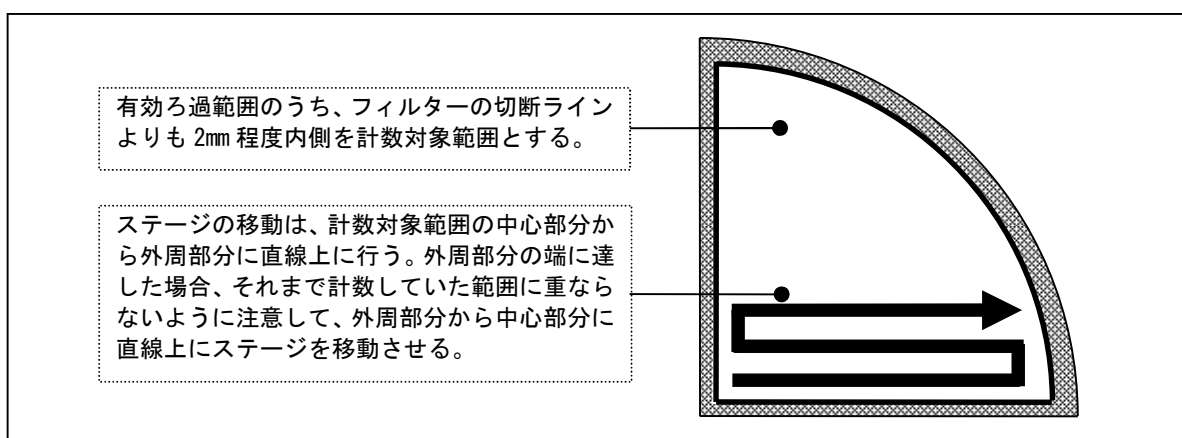 有効ろ過範囲のうち、フィルターの切断ライン
よりも 2mm 程度内側を計数対象範囲とする。
ステージの移動は、計数対象範囲の中心部分か
ら外周部分に直線上に行う。外周部分の端に達
した場合、それまで計数していた範囲に重なら
ないように注意して、外周部分から中心部分に
直線上にステージを移動させる。